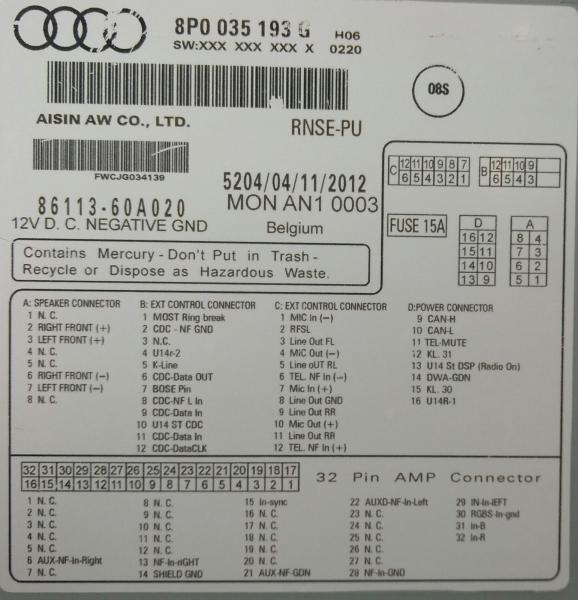 8P0 035 193 G H06
SW:XXX XXX XXX X 0220
08S
AISIN AW CO., LTD.
RNSE-PU
FWCJG034139
5204/04/11/2012
86113-60A020
MON AN1 0003
12V D. C. NEGATIVE GND
Belgium
Contains Mercury - Don't Put in Trash -
Recycle or Dispose as Hazardous Waste.
C 12 11 10 9 8 7
6 5 4 3 2 1
B 12 11 10 9
6 5 4 3
FUSE 15A
D
16 12
15 11
14 10
13 9
A
8 4
7 3
6 2
5 1
A: SPEAKER CONNECTOR
1 N. C.
2 RIGHT FRONT (+)
3 LEFT FRONT (+)
4 N. C.
5 N. C.
6 RIGHT FRONT (−)
7 LEFT FRONT (−)
8 N. C.
B: EXT CONTROL CONNECTOR
1 MOST Ring break
2 CDC - NF GND
3 N.C.
4 U14r-2
5 K-Line
6 CDC-Data OUT
7 BOSE Pin
8 CDC-NF L In
9 CDC-Data In
10 U14 ST CDC
11 CDC-Data In
12 CDC-DataCLK
C: EXT CONTROL CONNECTOR
1 MIC In (−)
2 RFSL
3 Line Out FL
4 MiC Out (−)
5 Line oUT RL
6 TEL. NF In (−)
7 Mic In (+)
8 Line Out GND
9 Line Out RR
10 Mic Out (+)
11 Line Out RR
12 TEL. NF In (+)
D:POWER CONNECTOR
9 CAN-H
10 CAN-L
11 TEL-MUTE
12 KL. 31
13 U14 St DSP (Radio On)
14 DWA-GDN
15 KL. 30
16 U14R-1
32 31 30 29 28 27 26 25 24 23 22 21 20 19 18 17
16 15 14 13 12 11 10 9 8 7 6 5 4 3 2 1
32 Pin AMP Connector
1 N. C.
2 N. C.
3 N. C.
4 N. C.
5 N. C.
6 AUX-NF-In-Right
7 N. C.
8 N. C.
9 N. C.
10 N. C.
11 N. C.
12 N. C.
13 NF-In-riGHT
14 SHIELD GND
15 In-sync
16 N. C.
17 N. C.
18 N. C.
19 N. C.
20 N. C.
21 AUX-NF-GDN
22 AUXD-NF-In-Left
23 N. C.
24 N. C.
25 N. C.
26 N. C.
27 N. C.
28 NF-In-GND
29 IN-In-lEFT
30 RGBS-In-gnd
31 In-B
32 In-R